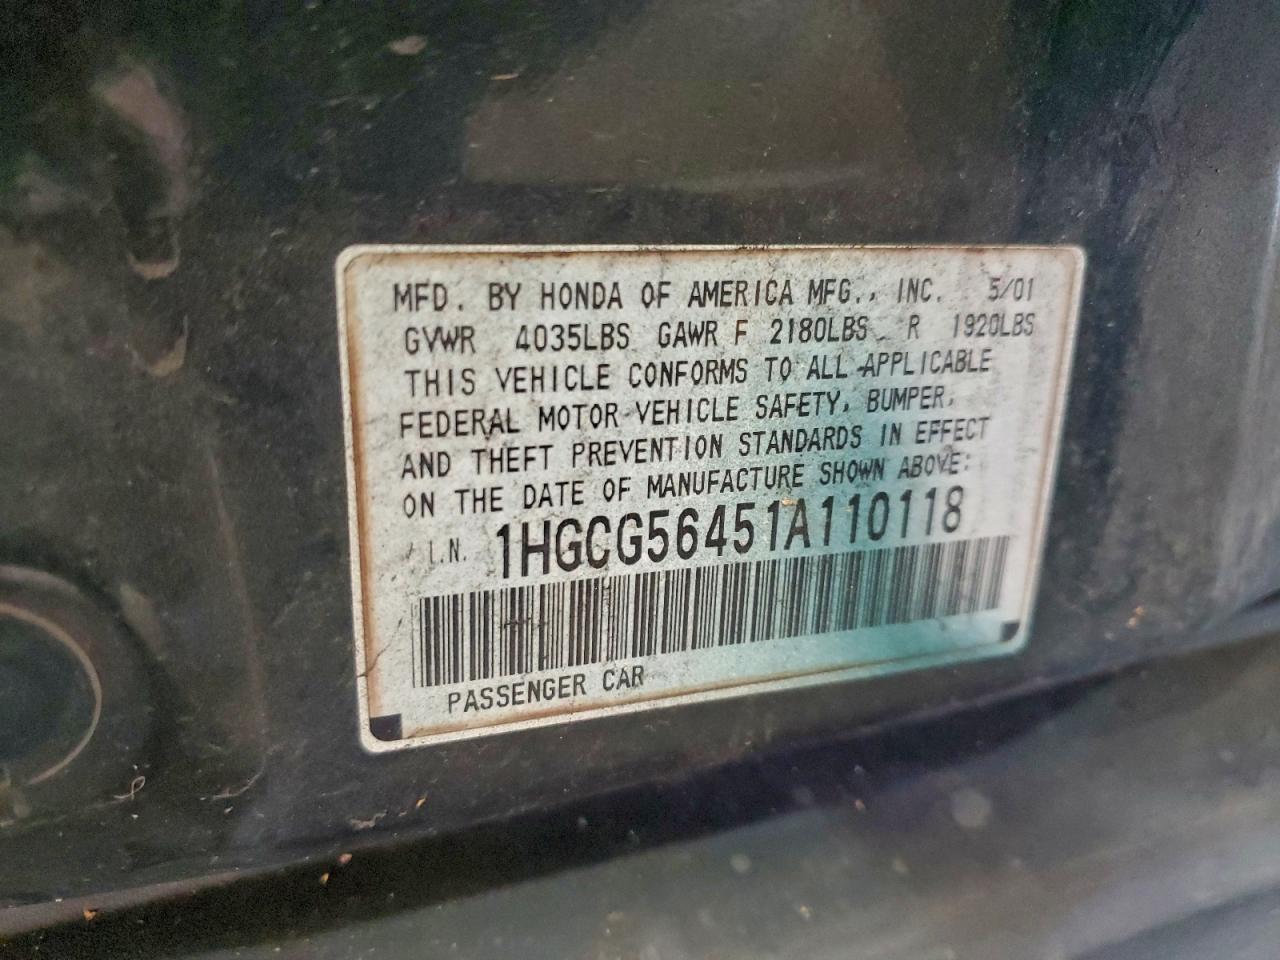 MFD. BY HONDA OF AMERICA MFG., INC. 5/01
GVWR 4035LBS GAWR F 2180LBS R 1920LBS
THIS VEHICLE CONFORMS TO ALL APPLICABLE
FEDERAL MOTOR VEHICLE SAFETY, BUMPER,
AND THEFT PREVENTION STANDARDS IN EFFECT
ON THE DATE OF MANUFACTURE SHOWN ABOVE:
V.I.N. 1HGCG56451A110118
PASSENGER CAR